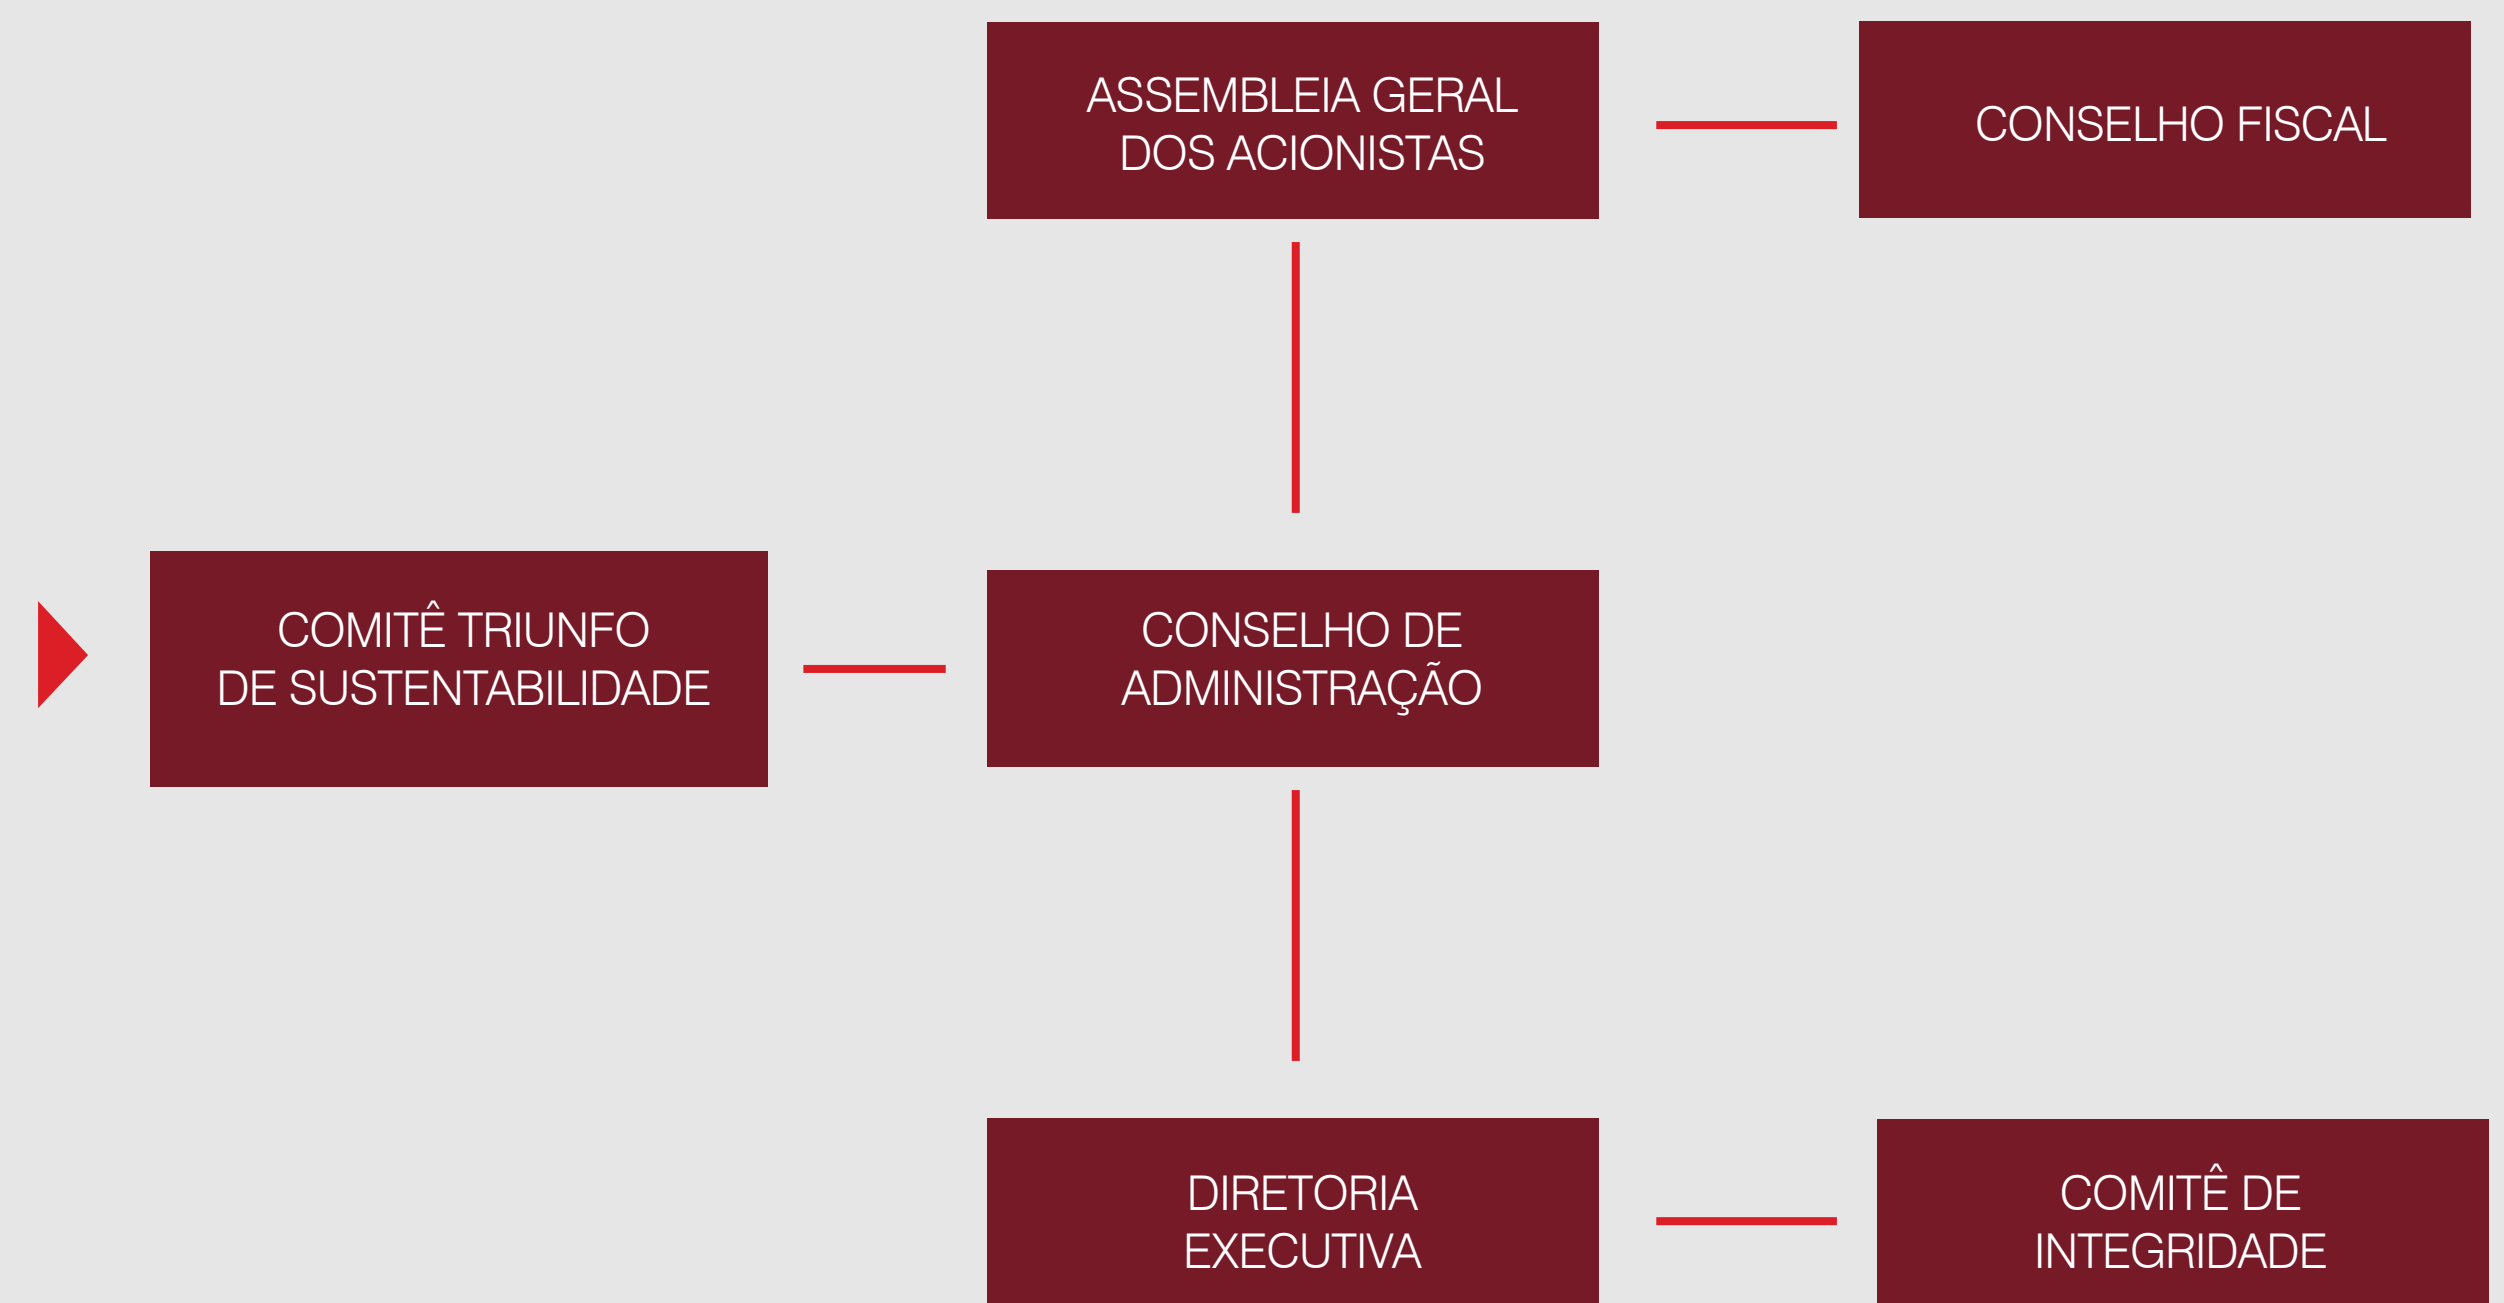 ASSEMBLEIA GERAL
DOS ACIONISTAS
CONSELHO FISCAL
COMITÊ TRIUNFO
DE SUSTENTABILIDADE
CONSELHO DE
ADMINISTRAÇÃO
DIRETORIA
EXECUTIVA
COMITÊ DE
INTEGRIDADE